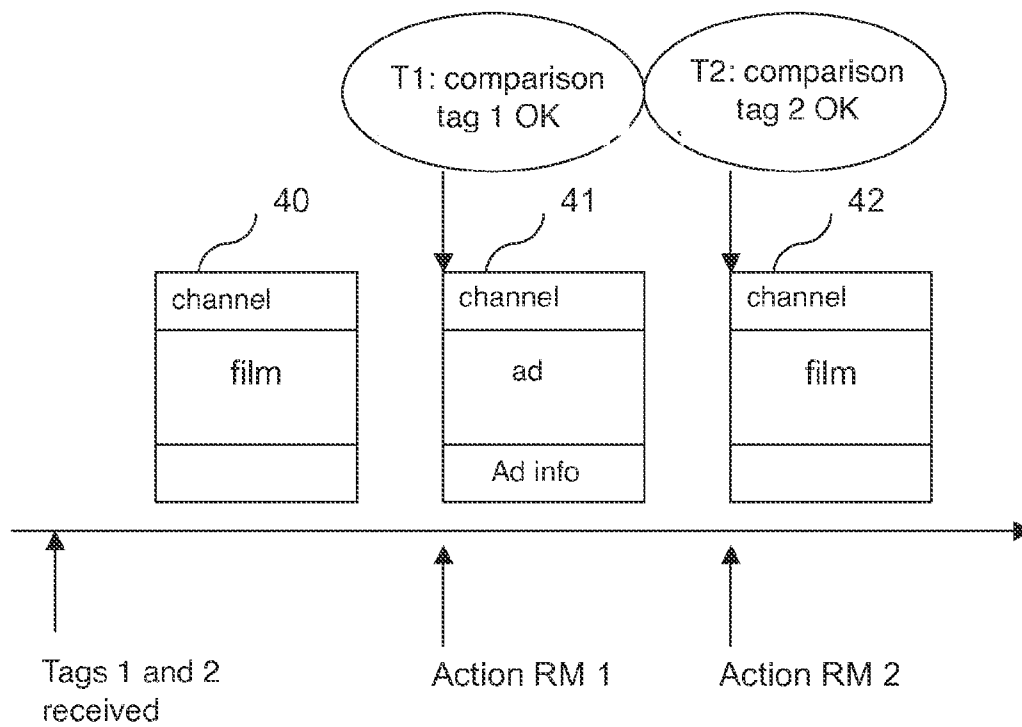 T1: comparison
tag 1 OK
T2: comparison
tag 2 OK
40
41
42
channel
film
channel
ad
Ad info
channel
film
Tags 1 and 2
received
Action RM 1
Action RM 2